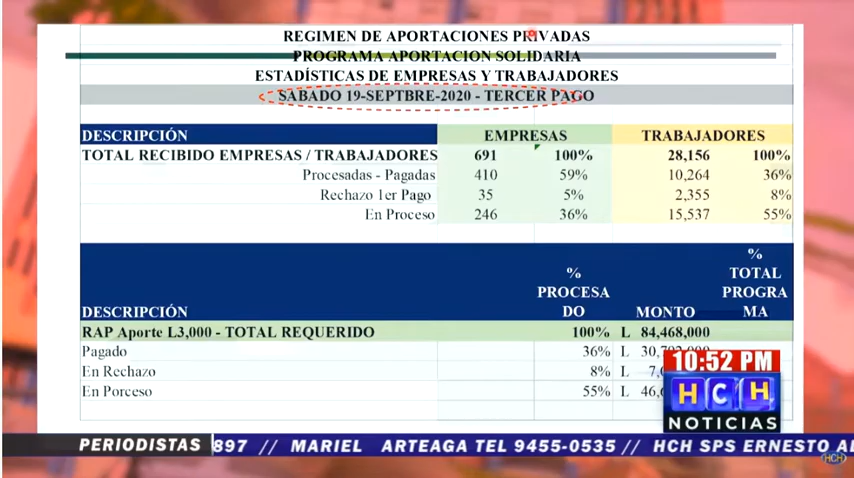 REGIMEN DE APORTACIONES PRIVADAS
PROGRAMA APORTACION SOLIDARIA
ESTADÍSTICAS DE EMPRESAS Y TRABAJADORES
SABADO 19-SEPTBRE-2020 - TERCER PAGO
DESCRIPCIÓN EMPRESAS TRABAJADORES
TOTAL RECIBIDO EMPRESAS / TRABAJADORES 691 100% 28,156 100%
Procesadas - Pagadas 410 59% 10,264 36%
Rechazo 1er Pago 35 5% 2,355 8%
En Proceso 246 36% 15,537 55%
%
% TOTAL
PROCESA PROGRA
DESCRIPCIÓN DO MONTO MA
RAP Aporte L3,000 - TOTAL REQUERIDO 100% L 84,468,000
Pagado 36% L
En Rechazo 8% L
En Porceso 55% L
10:52 PM
HCH
NOTICIAS
PERIODISTAS 897 // MARIEL ARTEAGA TEL 9455-0535 // HCH SPS ERNESTO
HCH